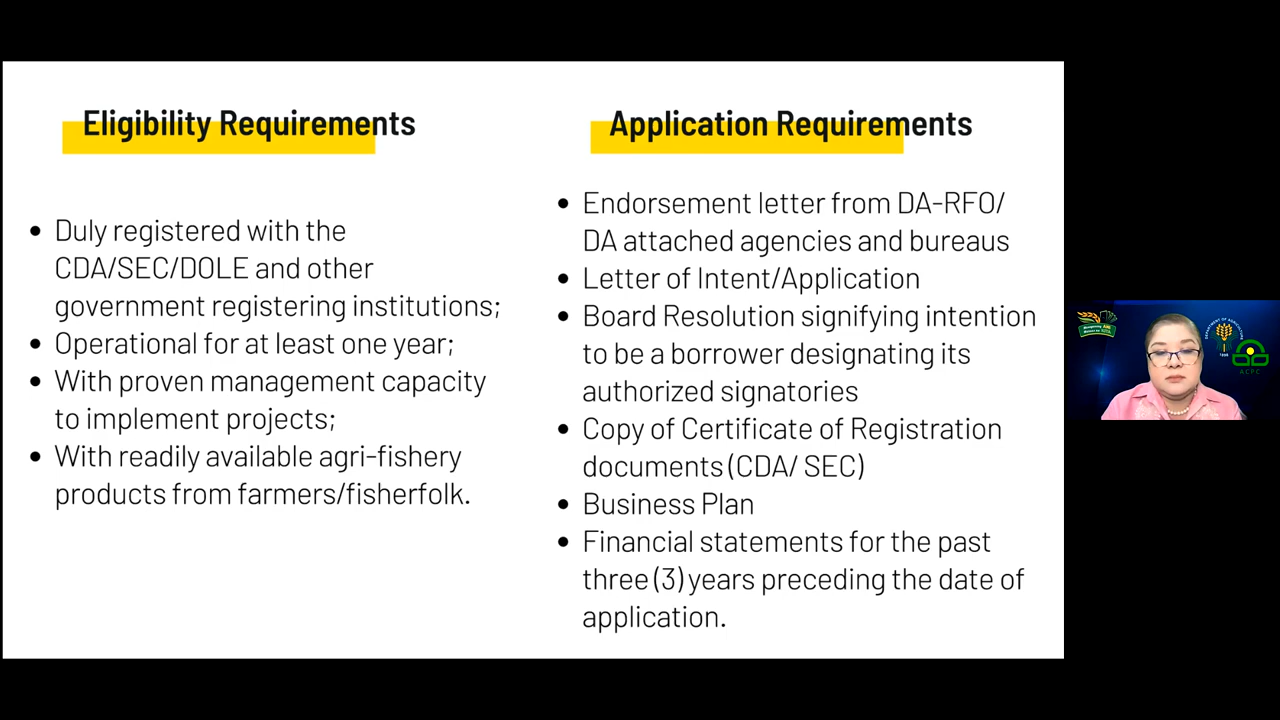 Eligibility Requirements
Duly registered with the
CDA/SEC/DOLE and other
government registering institutions;
Operational for at least one year;
With proven management capacity
to implement projects;
With readily available agri-fishery
products from farmers/fisherfolk.
Application Requirements
Endorsement letter from DA-RFO/
DA attached agencies and bureaus
Letter of Intent/Application
Board Resolution signifying intention
to be a borrower designating its
authorized signatories
Copy of Certificate of Registration
documents (CDA/ SEC)
Business Plan
Financial statements for the past
three (3) years preceding the date of
application.
DEPARTMENT OF AGRICULTURE
ACPC